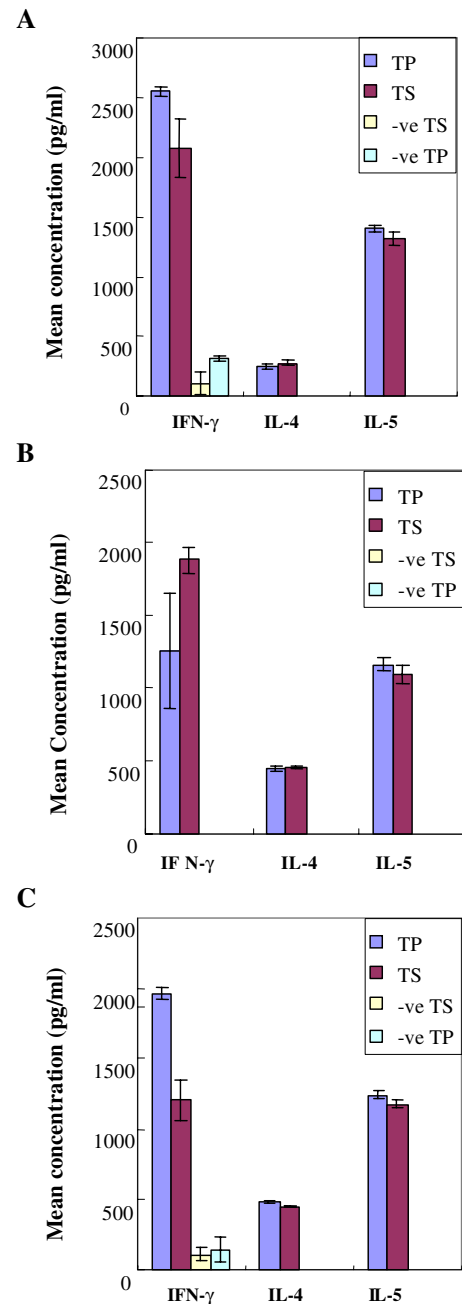 A
Mean concentration (pg/ml)
3000
2500
2000
1500
1000
500
0
TP
TS
-ve TS
-ve TP
IFN-γ IL-4 IL-5
B
Mean Concentration (pg/ml)
2500
2000
1500
1000
500
0
TP
TS
-ve TS
-ve TP
IF N-γ IL-4 IL-5
C
Mean concentration (pg/ml)
2500
2000
1500
1000
500
0
TP
TS
-ve TS
-ve TP
IFN-γ IL-4 IL-5